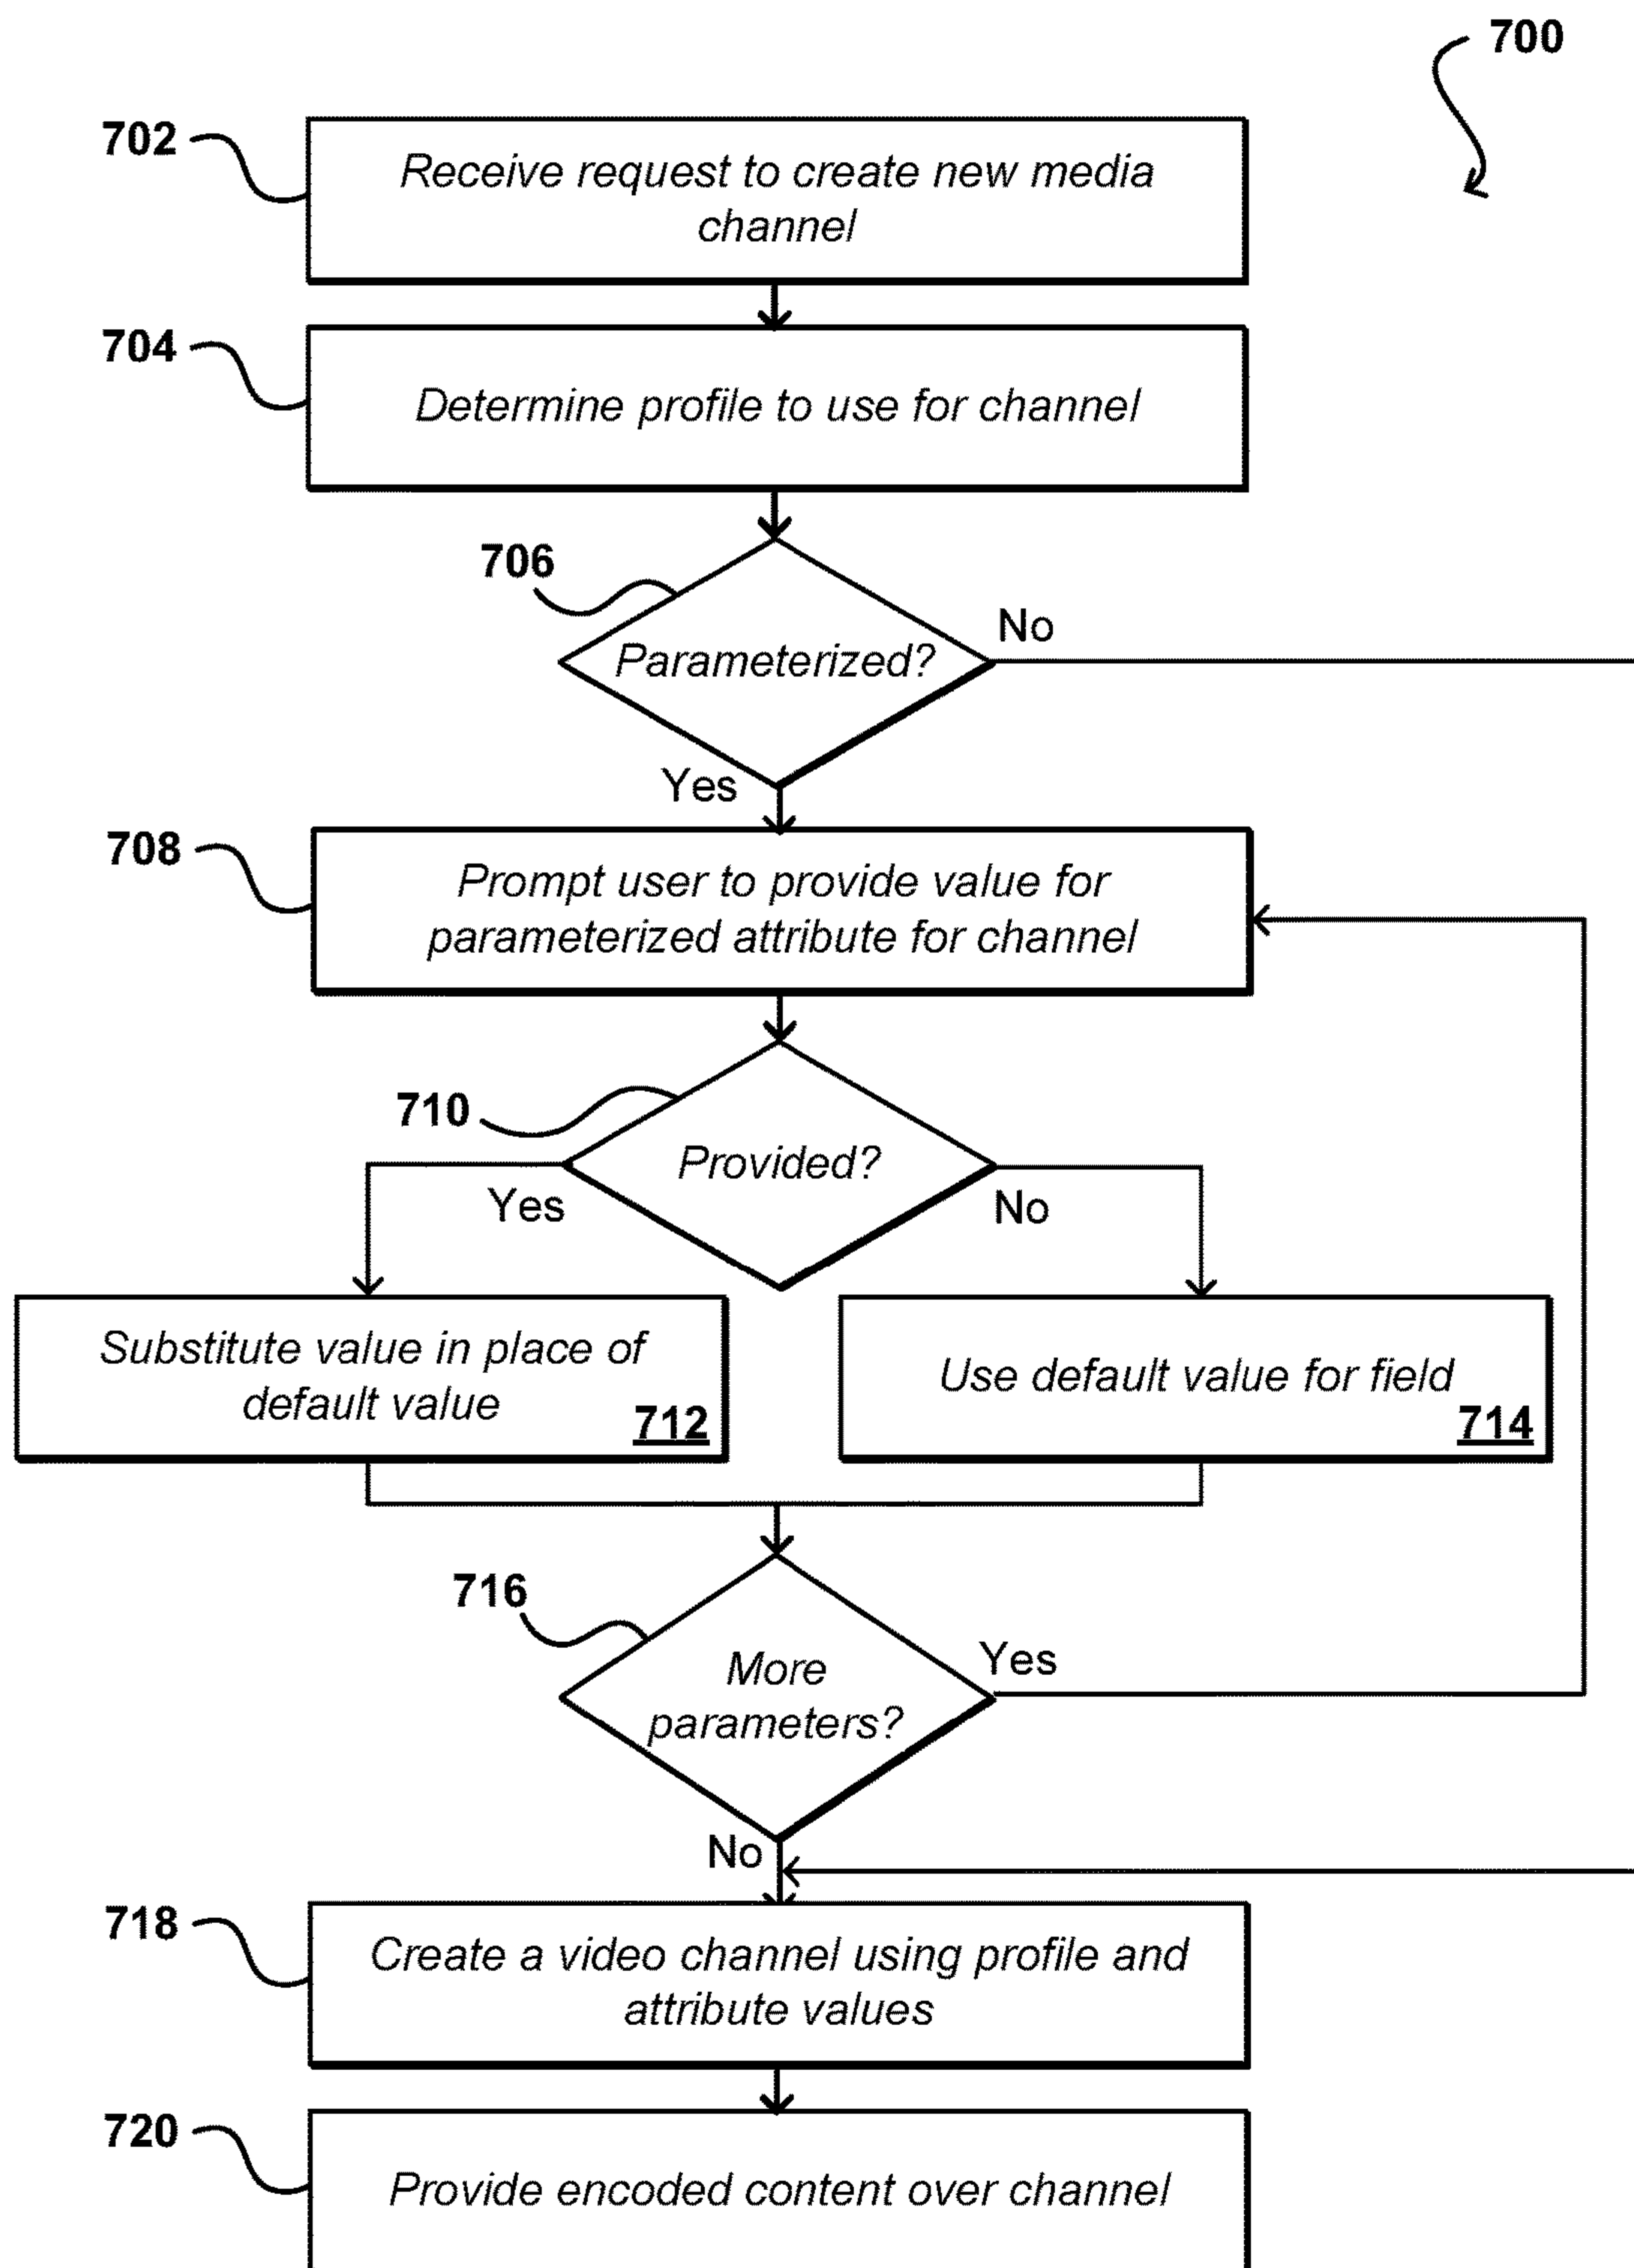 700
702
Receive request to create new media
channel
704
Determine profile to use for channel
706
No
Parameterized?
Yes
708
Prompt user to provide value for
parameterized attribute for channel
710
Provided?
Yes
No
Substitute value in place of
default value
712
Use default value for field
714
716
More
parameters?
Yes
No
718
Create a video channel using profile and
attribute values
720
Provide encoded content over channel